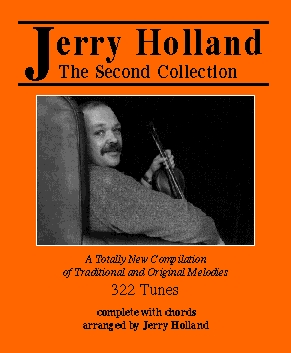 Jerry Holland
The Second Collection
A Totally New Compilation
of Traditional and Original Melodies
322 Tunes
complete with chords
arranged by Jerry Holland